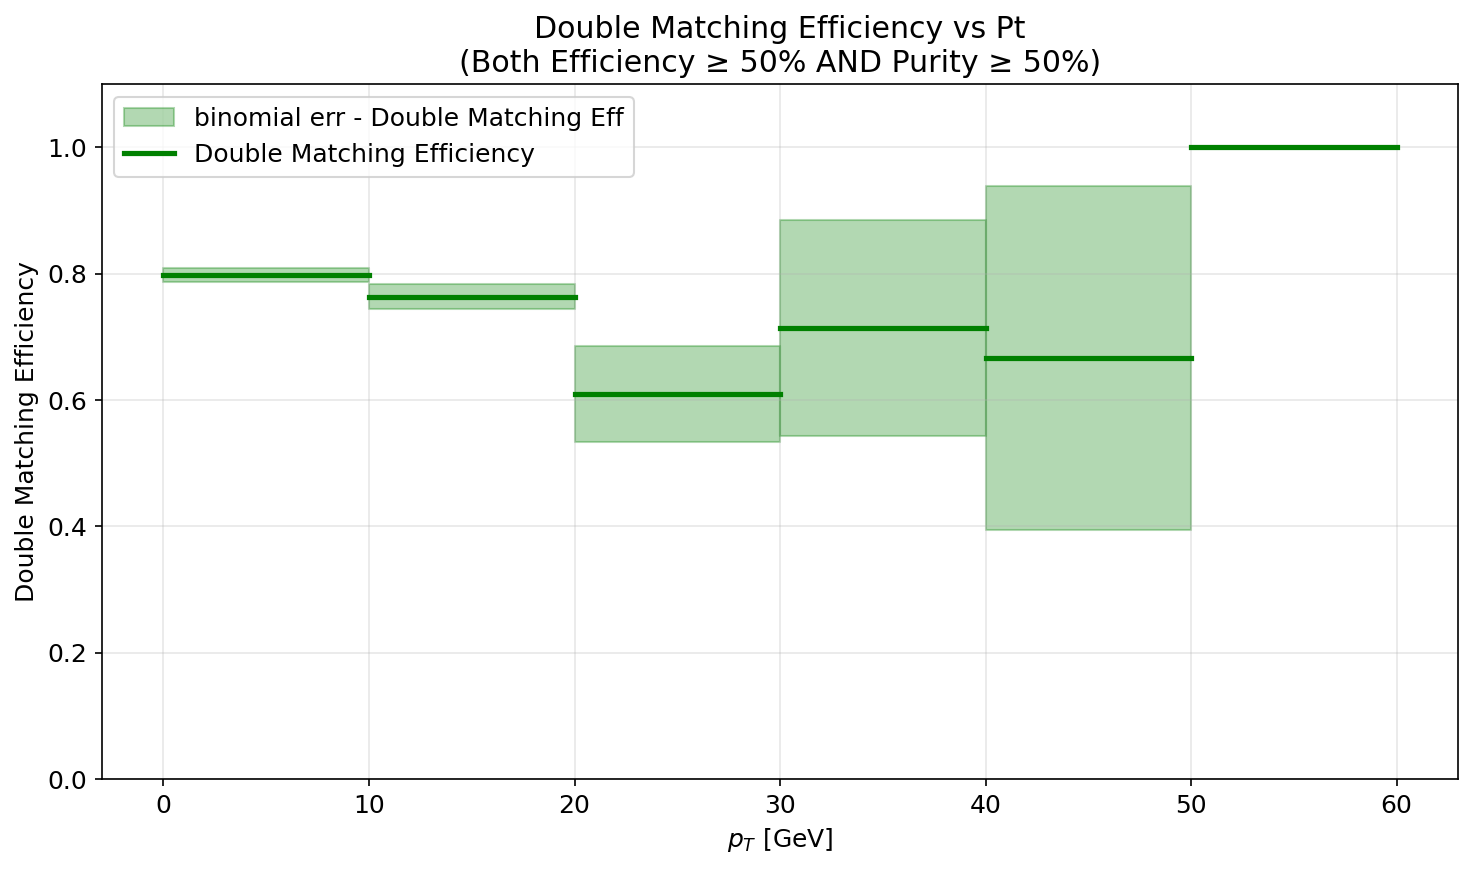 Double Matching Efficiency vs Pt
(Both Efficiency ≥ 50% AND Purity ≥ 50%)
binomial err - Double Matching Eff
Double Matching Efficiency
Double Matching Efficiency
1.0
0.8
0.6
0.4
0.2
0.0
0 10 20 30 40 50 60
p_T [GeV]